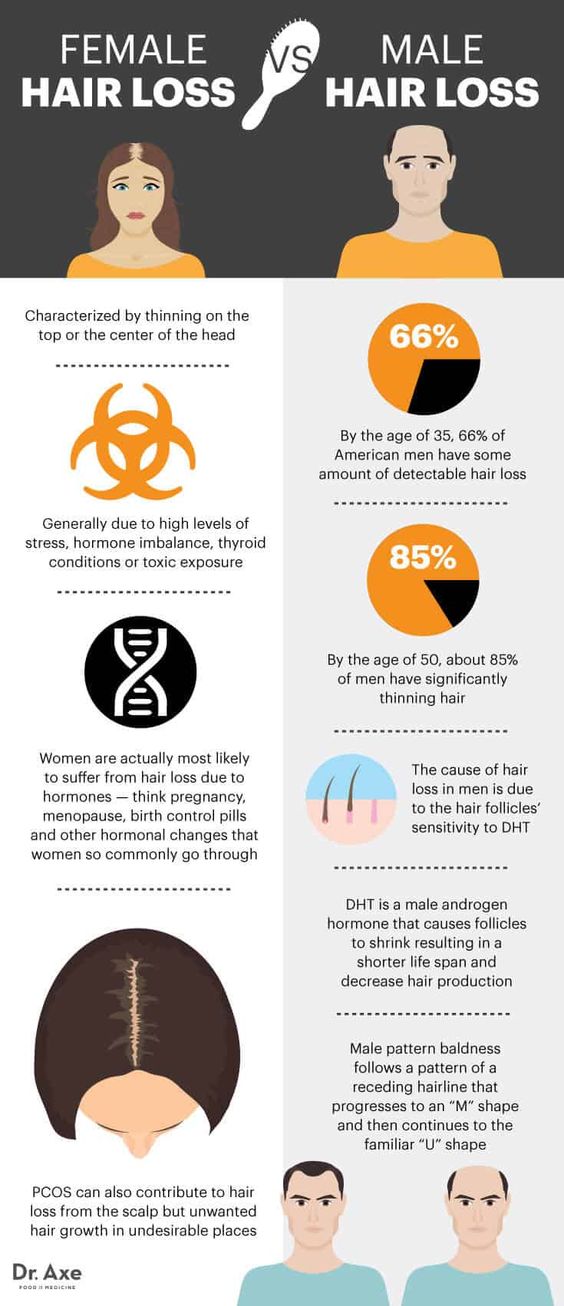 FEMALE
HAIR LOSS
VS
MALE
HAIR LOSS
Characterized by thinning on the
top or the center of the head
Generally due to high levels of
stress, hormone imbalance, thyroid
conditions or toxic exposure
Women are actually most likely
to suffer from hair loss due to
hormones — think pregnancy,
menopause, birth control pills
and other hormonal changes that
women so commonly go through
PCOS can also contribute to hair
loss from the scalp but unwanted
hair growth in undesirable places
66%
By the age of 35, 66% of
American men have some
amount of detectable hair loss
85%
By the age of 50, about 85%
of men have significantly
thinning hair
The cause of hair
loss in men is due
to the hair follicles’
sensitivity to DHT
DHT is a male androgen
hormone that causes follicles
to shrink resulting in a
shorter life span and
decrease hair production
Male pattern baldness
follows a pattern of a
receding hairline that
progresses to an “M” shape
and then continues to the
familiar “U” shape
Dr. Axe
FOOD IS MEDICINE